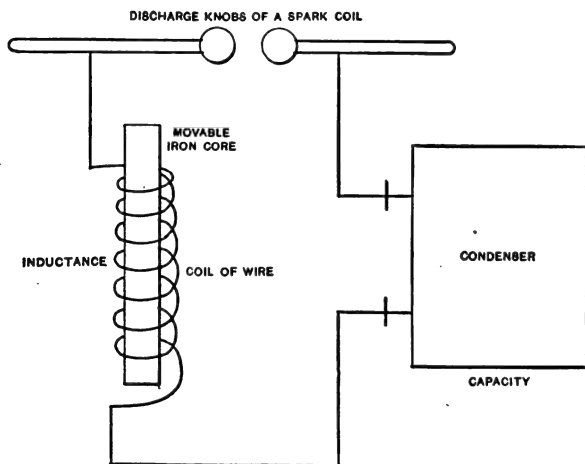 DISCHARGE KNOBS OF A SPARK COIL
MOVABLE
IRON CORE
INDUCTANCE
COIL OF WIRE
CONDENSER
CAPACITY